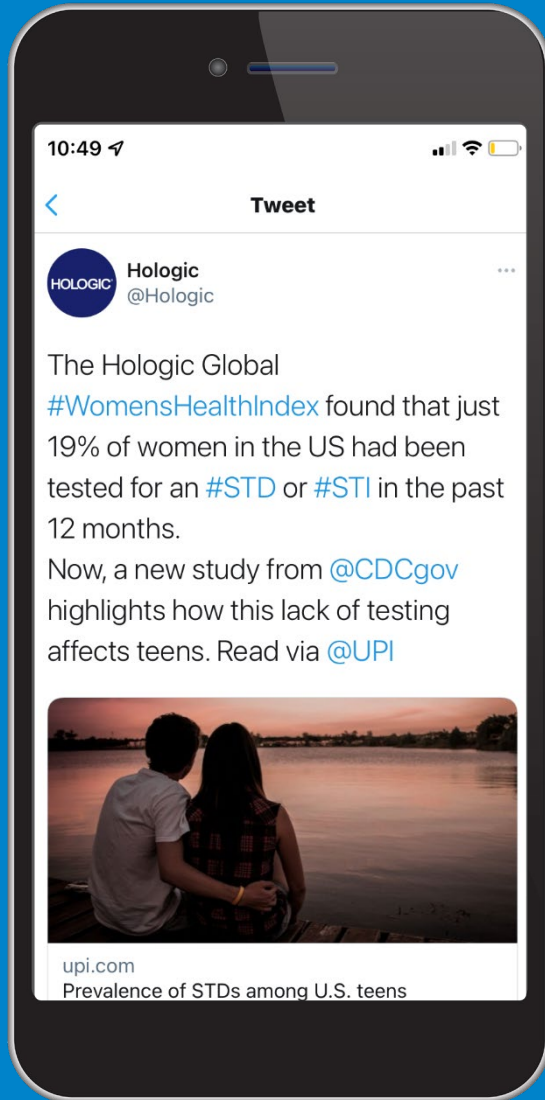 10:49
Tweet
HOLOGIC
Hologic
@Hologic
The Hologic Global
#WomensHealthIndex found that just
19% of women in the US had been
tested for an #STD or #STI in the past
12 months.
Now, a new study from @CDCgov
highlights how this lack of testing
affects teens. Read via @UPI
upi.com
Prevalence of STDs among U.S. teens